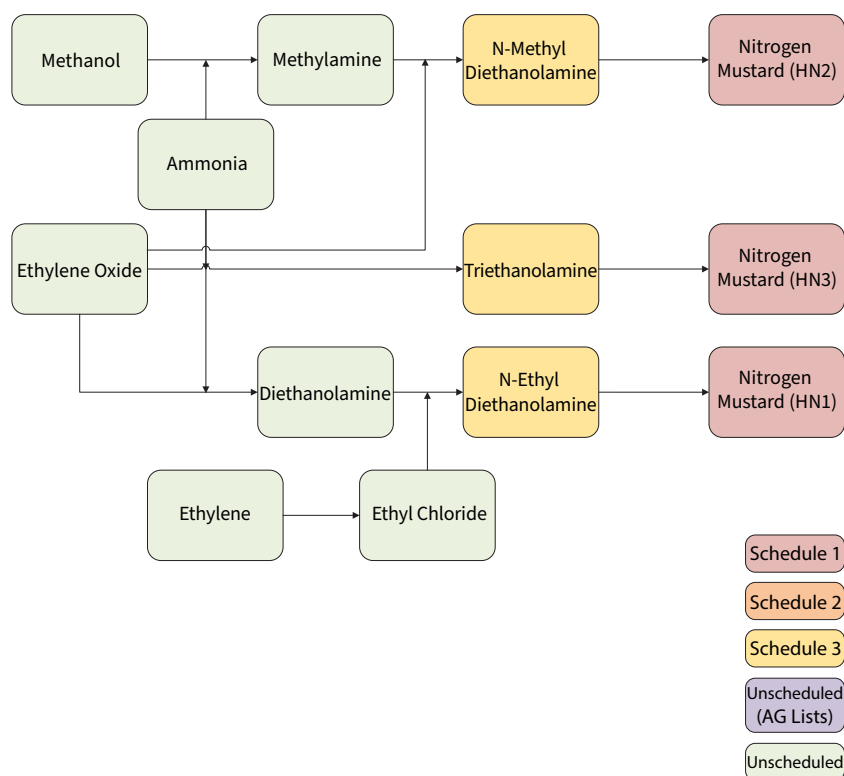 Methanol
Methylamine
N-Methyl
Diethanolamine
Nitrogen
Mustard (HN2)
Ammonia
Ethylene Oxide
Triethanolamine
Nitrogen
Mustard (HN3)
Diethanolamine
N-Ethyl
Diethanolamine
Nitrogen
Mustard (HN1)
Ethylene
Ethyl Chloride
Schedule 1
Schedule 2
Schedule 3
Unscheduled
(AG Lists)
Unscheduled